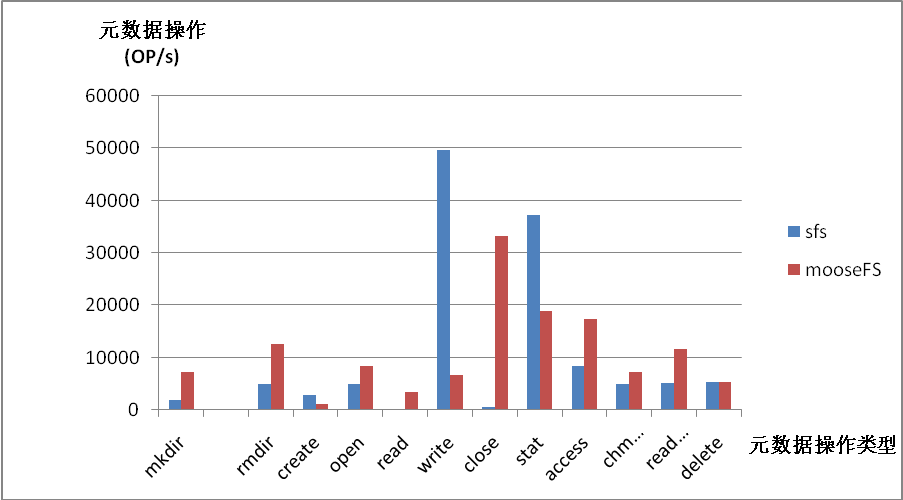 元数据操作
(OP/s)
60000
50000
40000
30000
20000
10000
0
sfs
mooseFS
mkdir
rmdir
create
open
read
write
close
stat
access
chm...
read...
delete
元数据操作类型